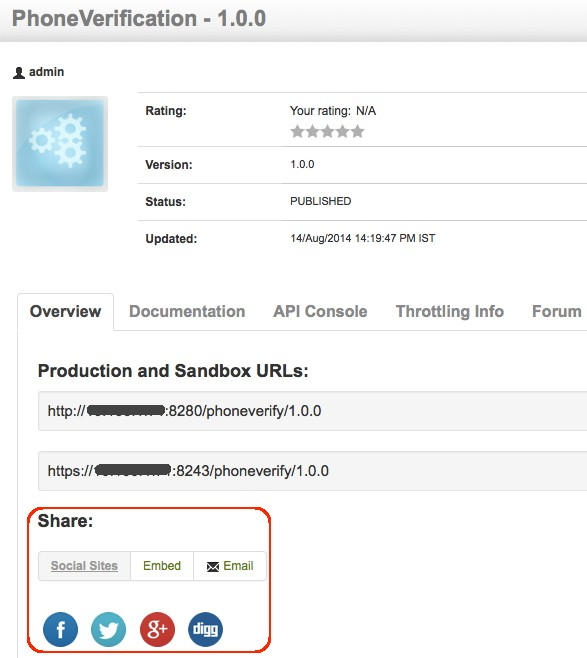 PhoneVerification - 1.0.0
admin
Rating: Your rating: N/A
Version: 1.0.0
Status: PUBLISHED
Updated: 14/Aug/2014 14:19:47 PM IST
Overview Documentation API Console Throttling Info Forum
Production and Sandbox URLs:
http:// :8280/phoneverify/1.0.0
https:// :8243/phoneverify/1.0.0
Share:
Social Sites Embed Email
f g+ digg